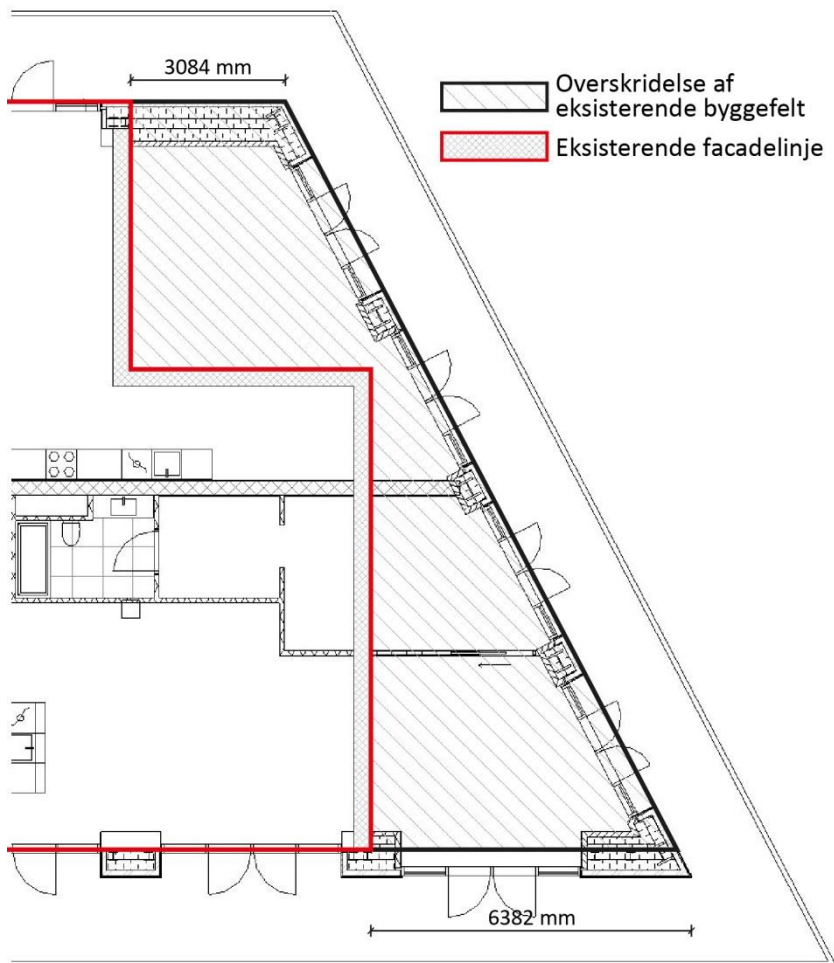 3084 mm
Overskridelse af
eksisterende byggefelt
Eksisterende facadelinje
6382 mm